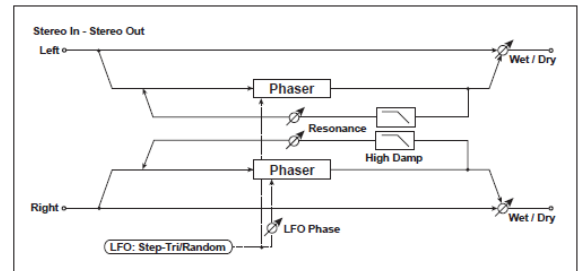 Stereo In - Stereo Out
Left
Wet / Dry
Phaser
Resonance
High Damp
Phaser
Right
Wet / Dry
LFO Phase
LFO: Step-Tri/Random